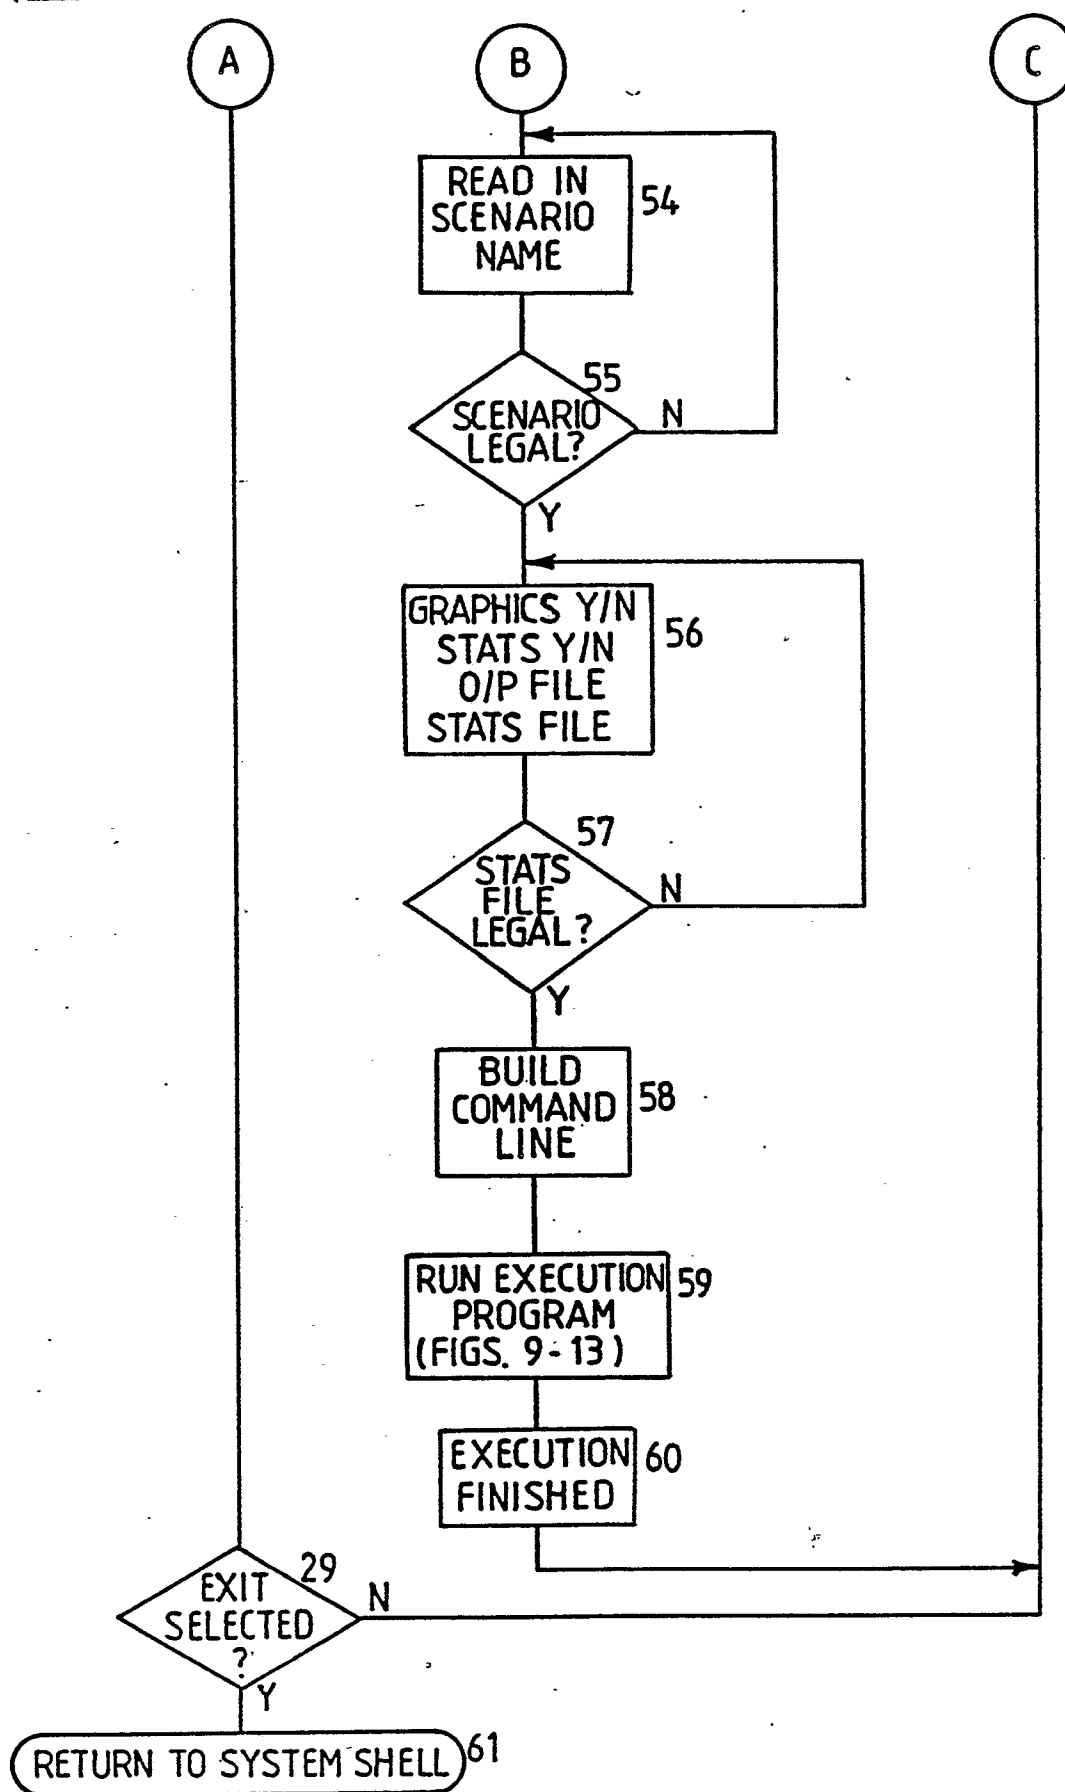 A
B
C
READ IN
SCENARIO
NAME
54
55
SCENARIO
LEGAL?
N
Y
GRAPHICS Y/N
STATS Y/N
O/P FILE
STATS FILE
56
57
STATS
FILE
LEGAL?
N
Y
BUILD
COMMAND
LINE
58
RUN EXECUTION
PROGRAM
(FIGS. 9-13)
59
EXECUTION
FINISHED
60
29
EXIT
SELECTED
?
N
Y
RETURN TO SYSTEM SHELL
61